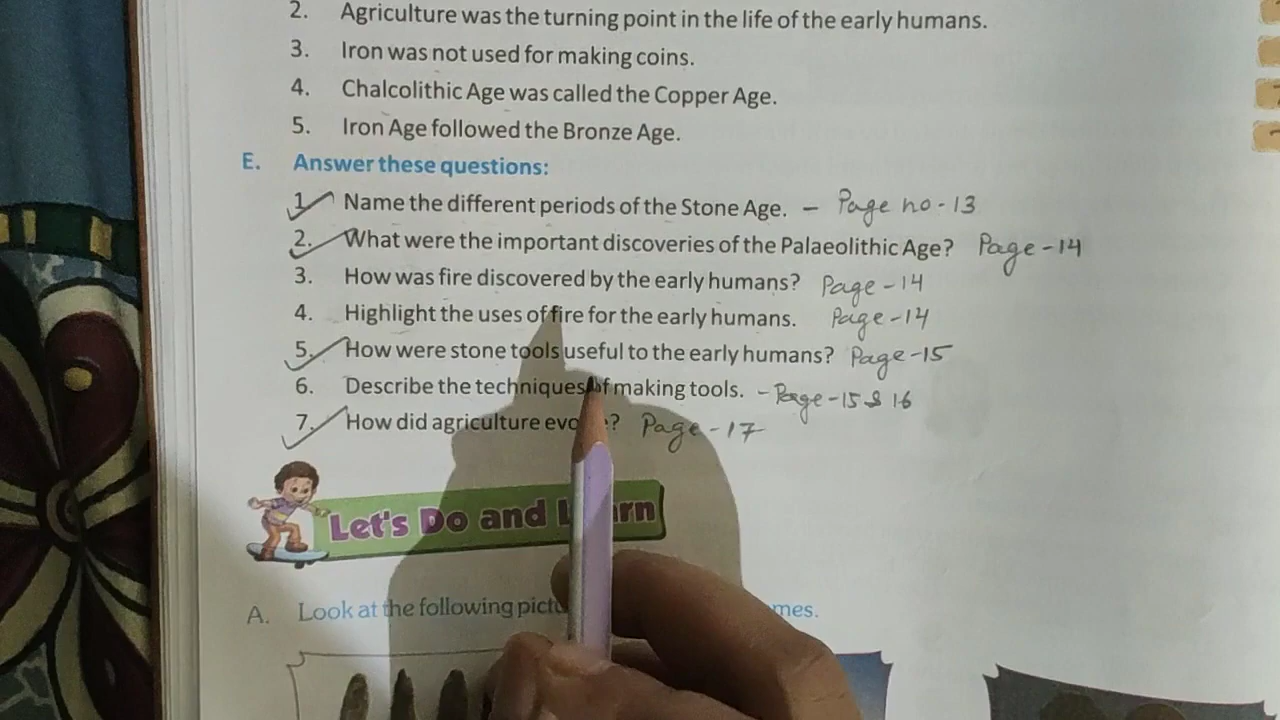 2. Agriculture was the turning point in the life of the early humans.
3. Iron was not used for making coins.
4. Chalcolithic Age was called the Copper Age.
5. Iron Age followed the Bronze Age.
E. Answer these questions:
1. Name the different periods of the Stone Age. – Page no - 13
2. What were the important discoveries of the Palaeolithic Age? Page - 14
3. How was fire discovered by the early humans? Page - 14
4. Highlight the uses of fire for the early humans. Page - 14
5. How were stone tools useful to the early humans? Page - 15
6. Describe the techniques of making tools. – Page - 15 & 16
7. How did agriculture ? Page - 17
Let's Do and
A. Look at the following